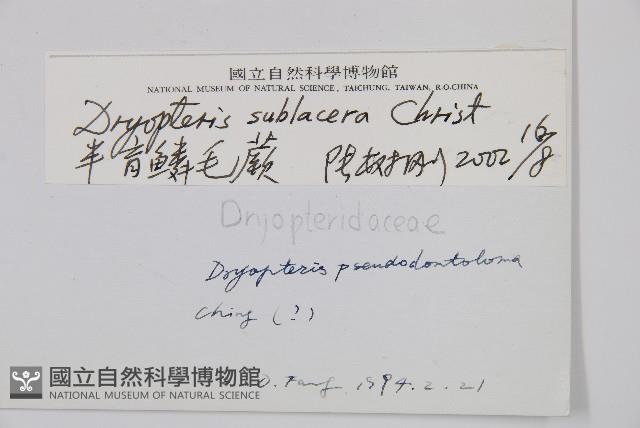 國立自然科學博物館
NATIONAL MUSEUM OF NATURAL SCIENCE, TAICHUNG, TAIWAN, R.O.CHINA
Dryopteris sublacera Christ
半育鱗毛蕨 2002 16/8
Dryopteridaceae
Dryopteris pseudodontoloma
Ching (?)
D. Fang 1994.2.21
國立自然科學博物館
NATIONAL MUSEUM OF NATURAL SCIENCE